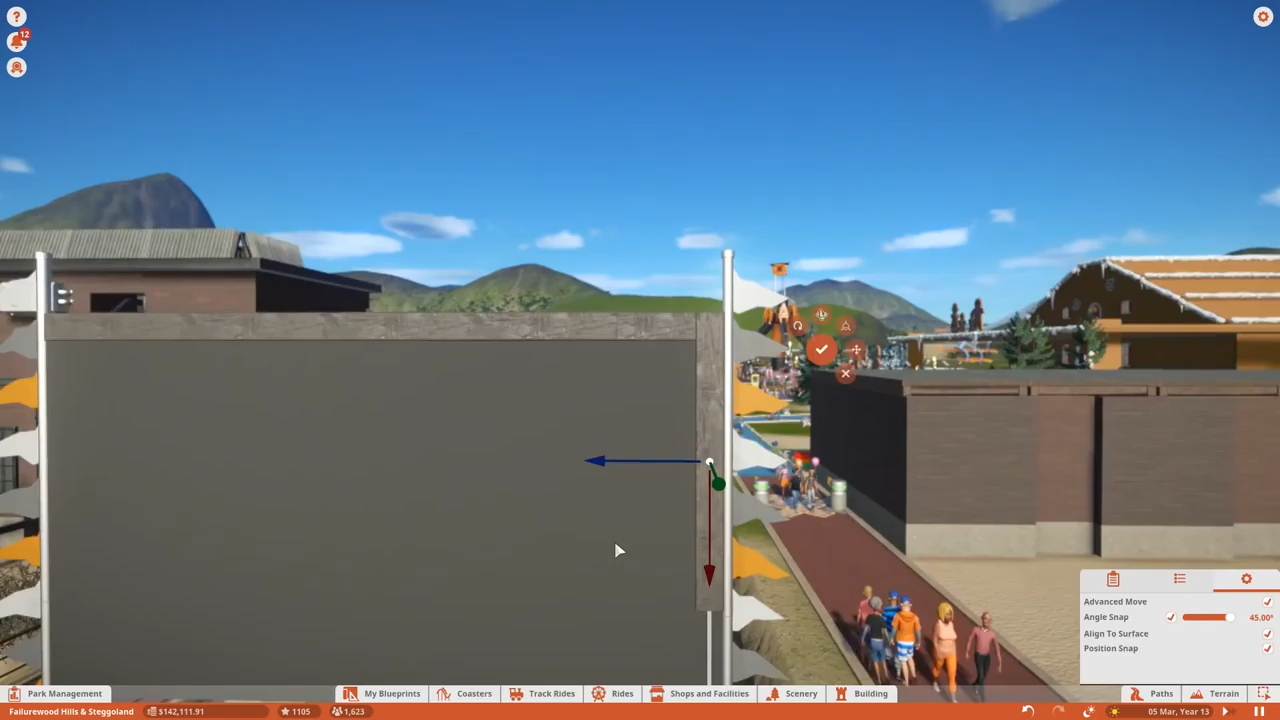 ?
12
Advanced Move
Angle Snap 45.00°
Align To Surface
Position Snap
Park Management My Blueprints Coasters Track Rides Rides Shops and Facilities Scenery Building Paths Terrain
Failurewood Hills & Steggoland $142,111.91 1105 1,623 05 Mar, Year 13